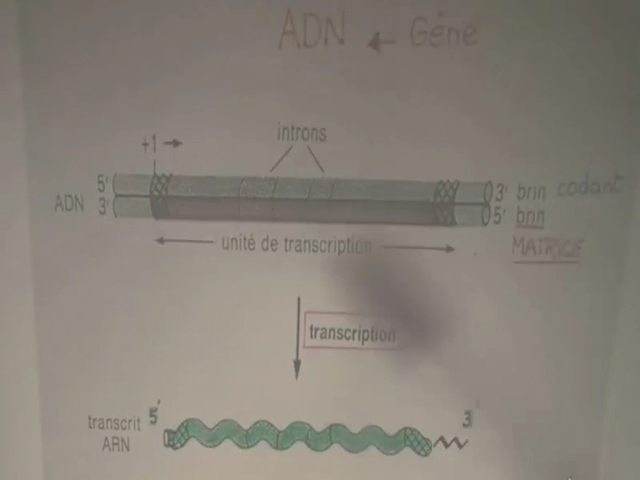 ADN ← Gène
+1 →
introns
5' 3' brin codant
ADN 3' 5' brin
MATRICE
unité de transcription
transcription
transcrit 5' 3'
ARN